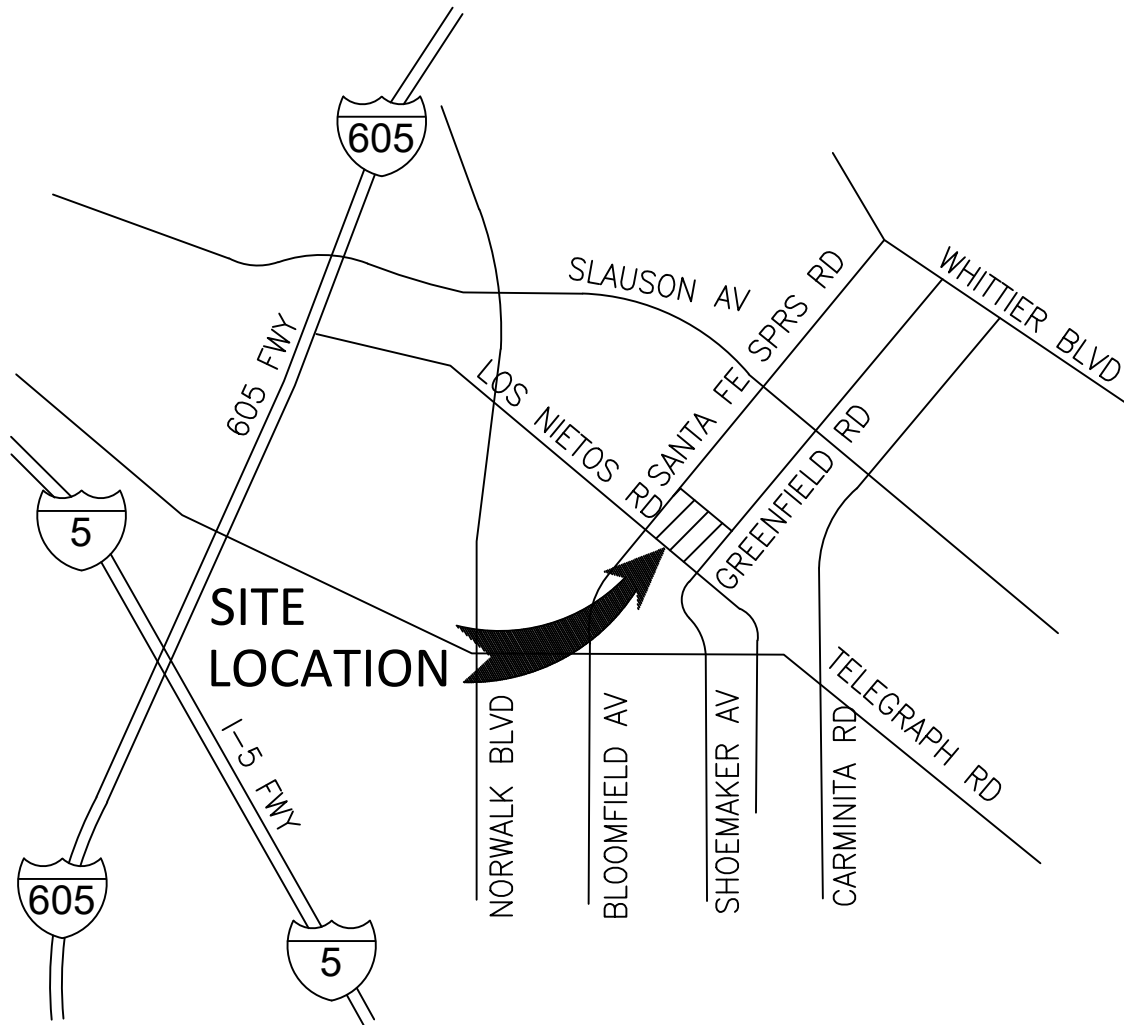 605
SLAUSON AV
SANTA FE SPRS RD
WHITTIER BLVD
605 FWY
LOS NIETOS RD
GREENFIELD RD
5
SITE
LOCATION
I-5 FWY
NORWALK BLVD
BLOOMFIELD AV
SHOEMAKER AV
CARMINITA RD
TELEGRAPH RD
605
5